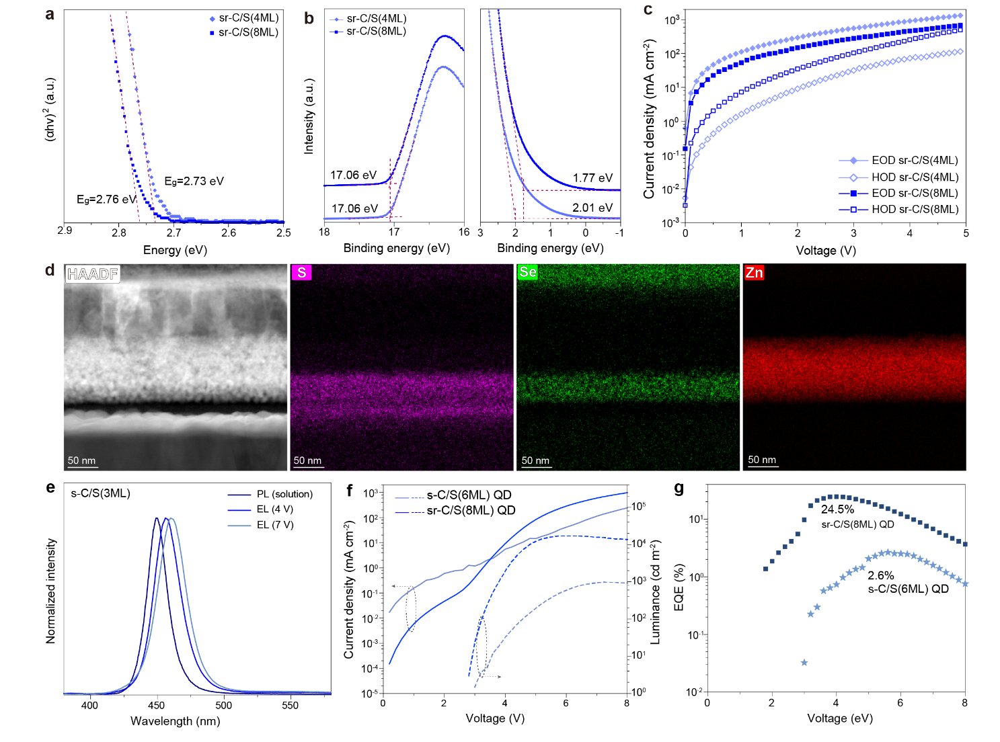 a
sr-C/S(4ML)
sr-C/S(8ML)
(αhv)² (a.u.)
Eg=2.73 eV
Eg=2.76 eV
2.9 2.8 2.7 2.6 2.5
Energy (eV)
b
sr-C/S(4ML)
sr-C/S(8ML)
Intensity (a.u.)
17.06 eV
17.06 eV
1.77 eV
2.01 eV
18 17 16
3 2 1 0 -1
Binding energy (eV)
Binding energy (eV)
c
Current density (mA cm⁻²)
10³
10²
10¹
10⁰
10⁻¹
10⁻²
10⁻³
EOD sr-C/S(4ML)
HOD sr-C/S(4ML)
EOD sr-C/S(8ML)
HOD sr-C/S(8ML)
0 1 2 3 4 5
Voltage (V)
d
HAADF
50 nm
S
50 nm
Se
50 nm
Zn
50 nm
e
s-C/S(3ML)
PL (solution)
EL (4 V)
EL (7 V)
Normalized intensity
400 450 500 550
Wavelength (nm)
f
s-C/S(6ML) QD
sr-C/S(8ML) QD
Current density (mA cm⁻²)
10³
10²
10¹
10⁰
10⁻¹
10⁻²
10⁻³
10⁻⁴
10⁻⁵
Luminance (cd m⁻²)
10⁵
10⁴
10³
10²
10¹
10⁰
0 2 4 6 8
Voltage (V)
g
EQE (%)
10¹
10⁰
10⁻¹
10⁻²
24.5%
sr-C/S(8ML) QD
2.6%
s-C/S(6ML) QD
0 2 4 6 8
Voltage (eV)